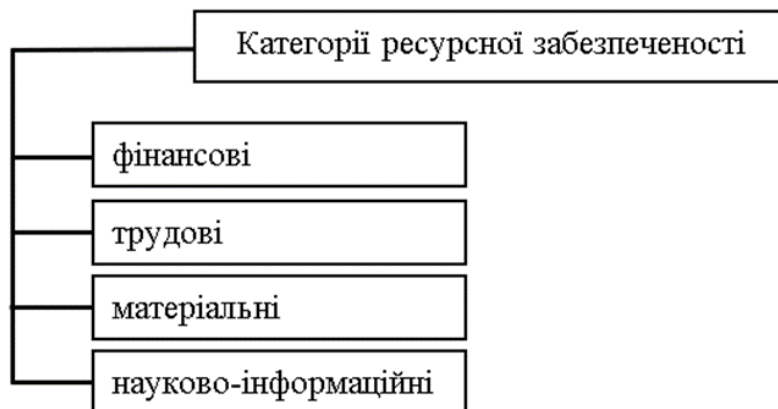 Категорії ресурсної забезпеченості
фінансові
трудові
матеріальні
науково-інформаційні